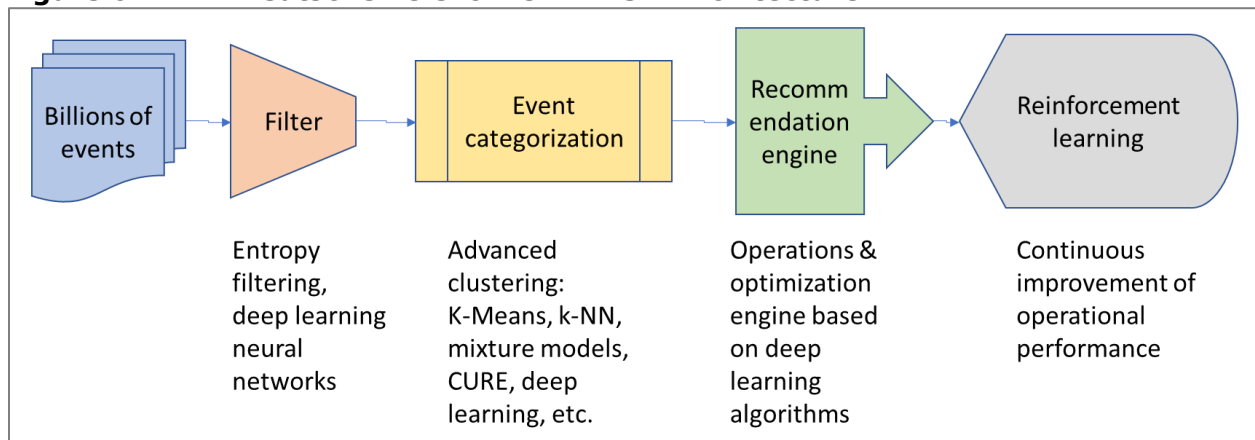 Billions of
events
Filter
Event
categorization
Recomm
endation
engine
Reinforcement
learning
Entropy
filtering,
deep learning
neural
networks
Advanced
clustering:
K-Means, k-NN,
mixture models,
CURE, deep
learning, etc.
Operations &
optimization
engine based
on deep
learning
algorithms
Continuous
improvement of
operational
performance